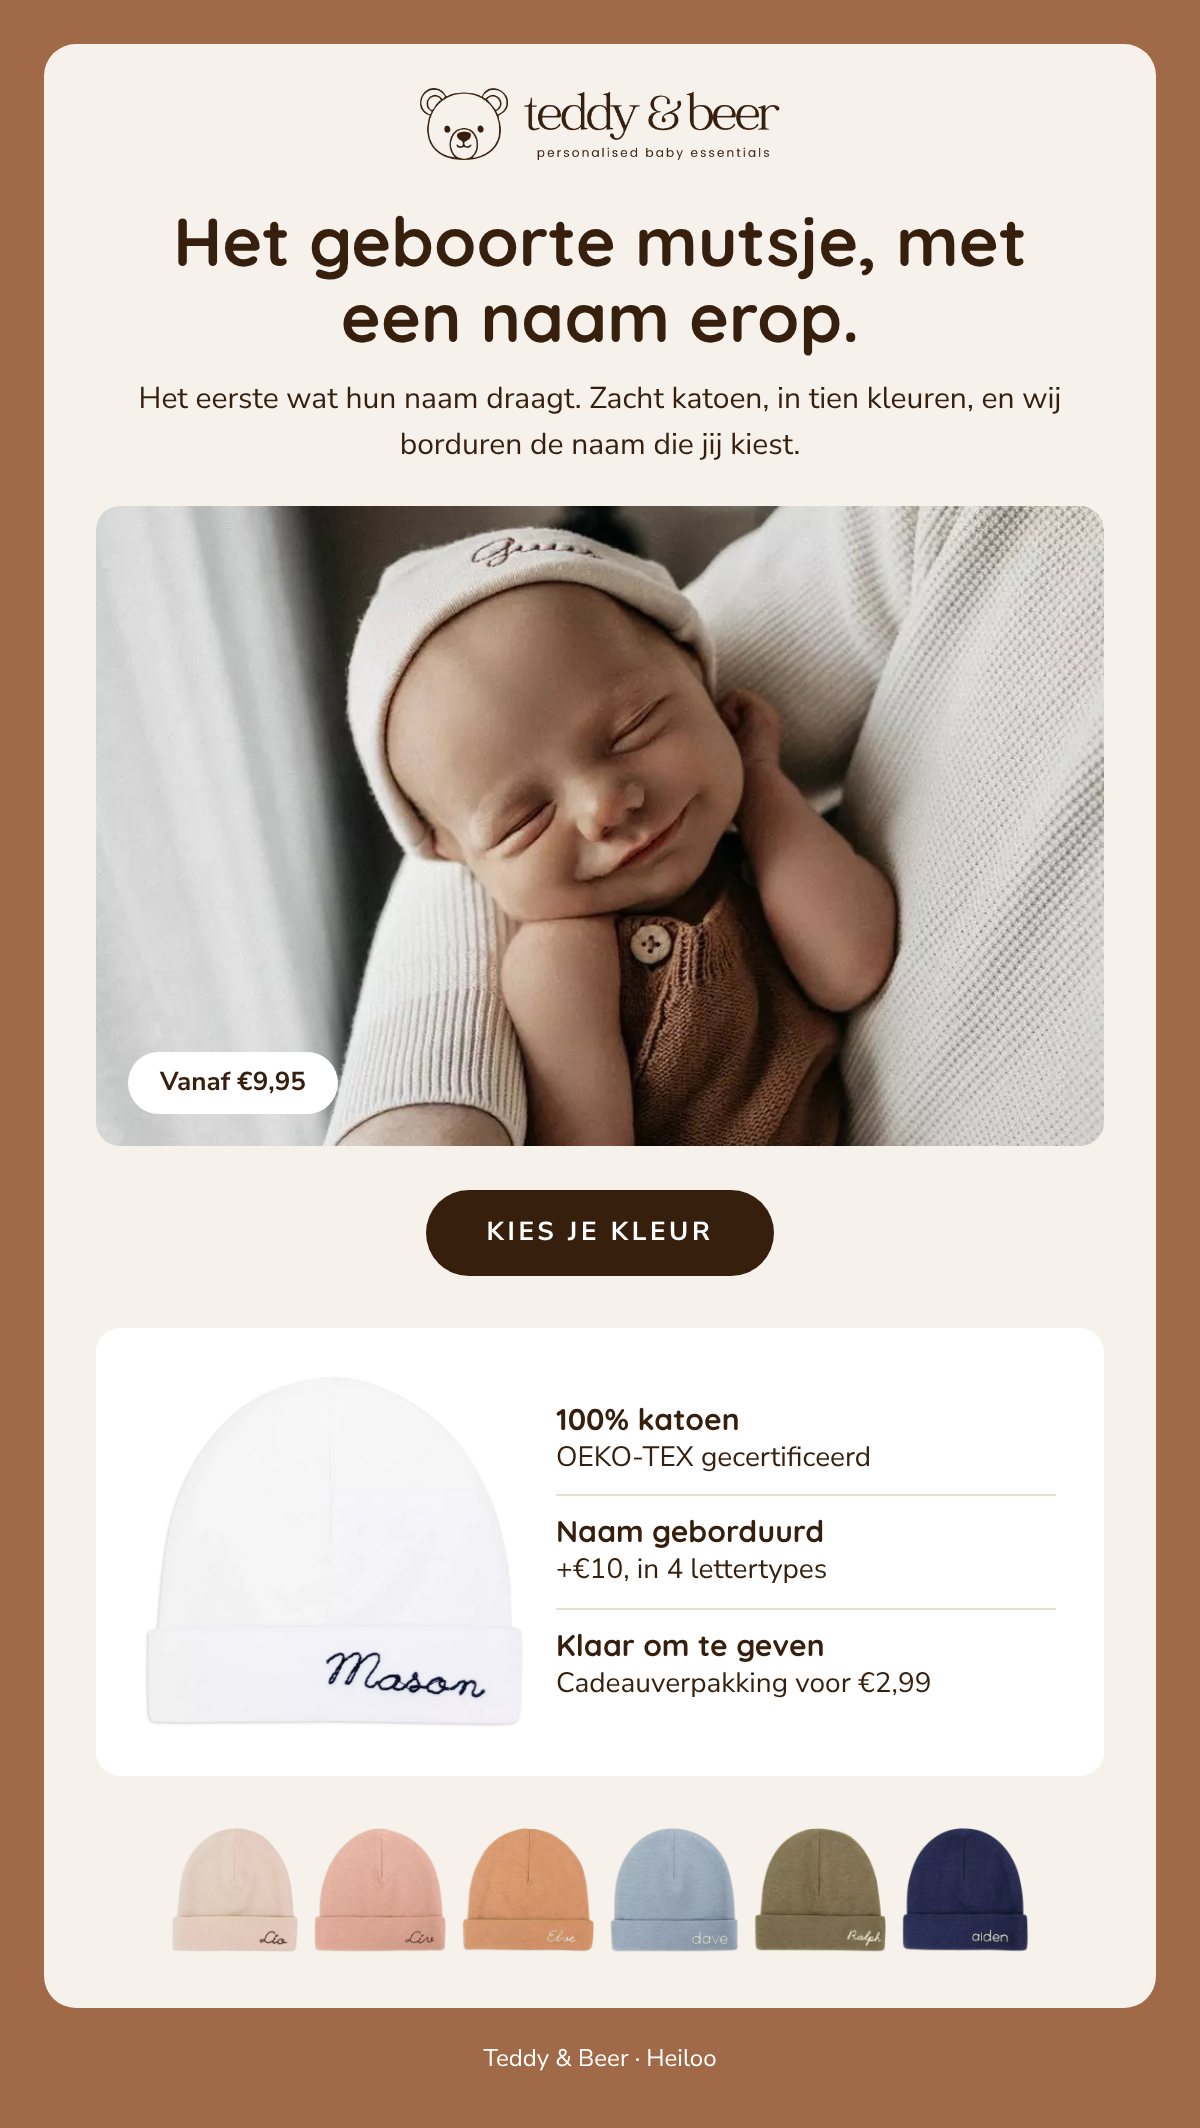 teddy & beer
personalised baby essentials
Het geboorte mutsje, met
een naam erop.
Het eerste wat hun naam draagt. Zacht katoen, in tien kleuren, en wij
borduren de naam die jij kiest.
Vanaf €9,95
KIES JE KLEUR
100% katoen
OEKO-TEX gecertificeerd
Naam geborduurd
+€10, in 4 lettertypes
Klaar om te geven
Cadeauverpakking voor €2,99
Mason
Liv
dave
Ralph
aiden
Teddy & Beer · Heiloo